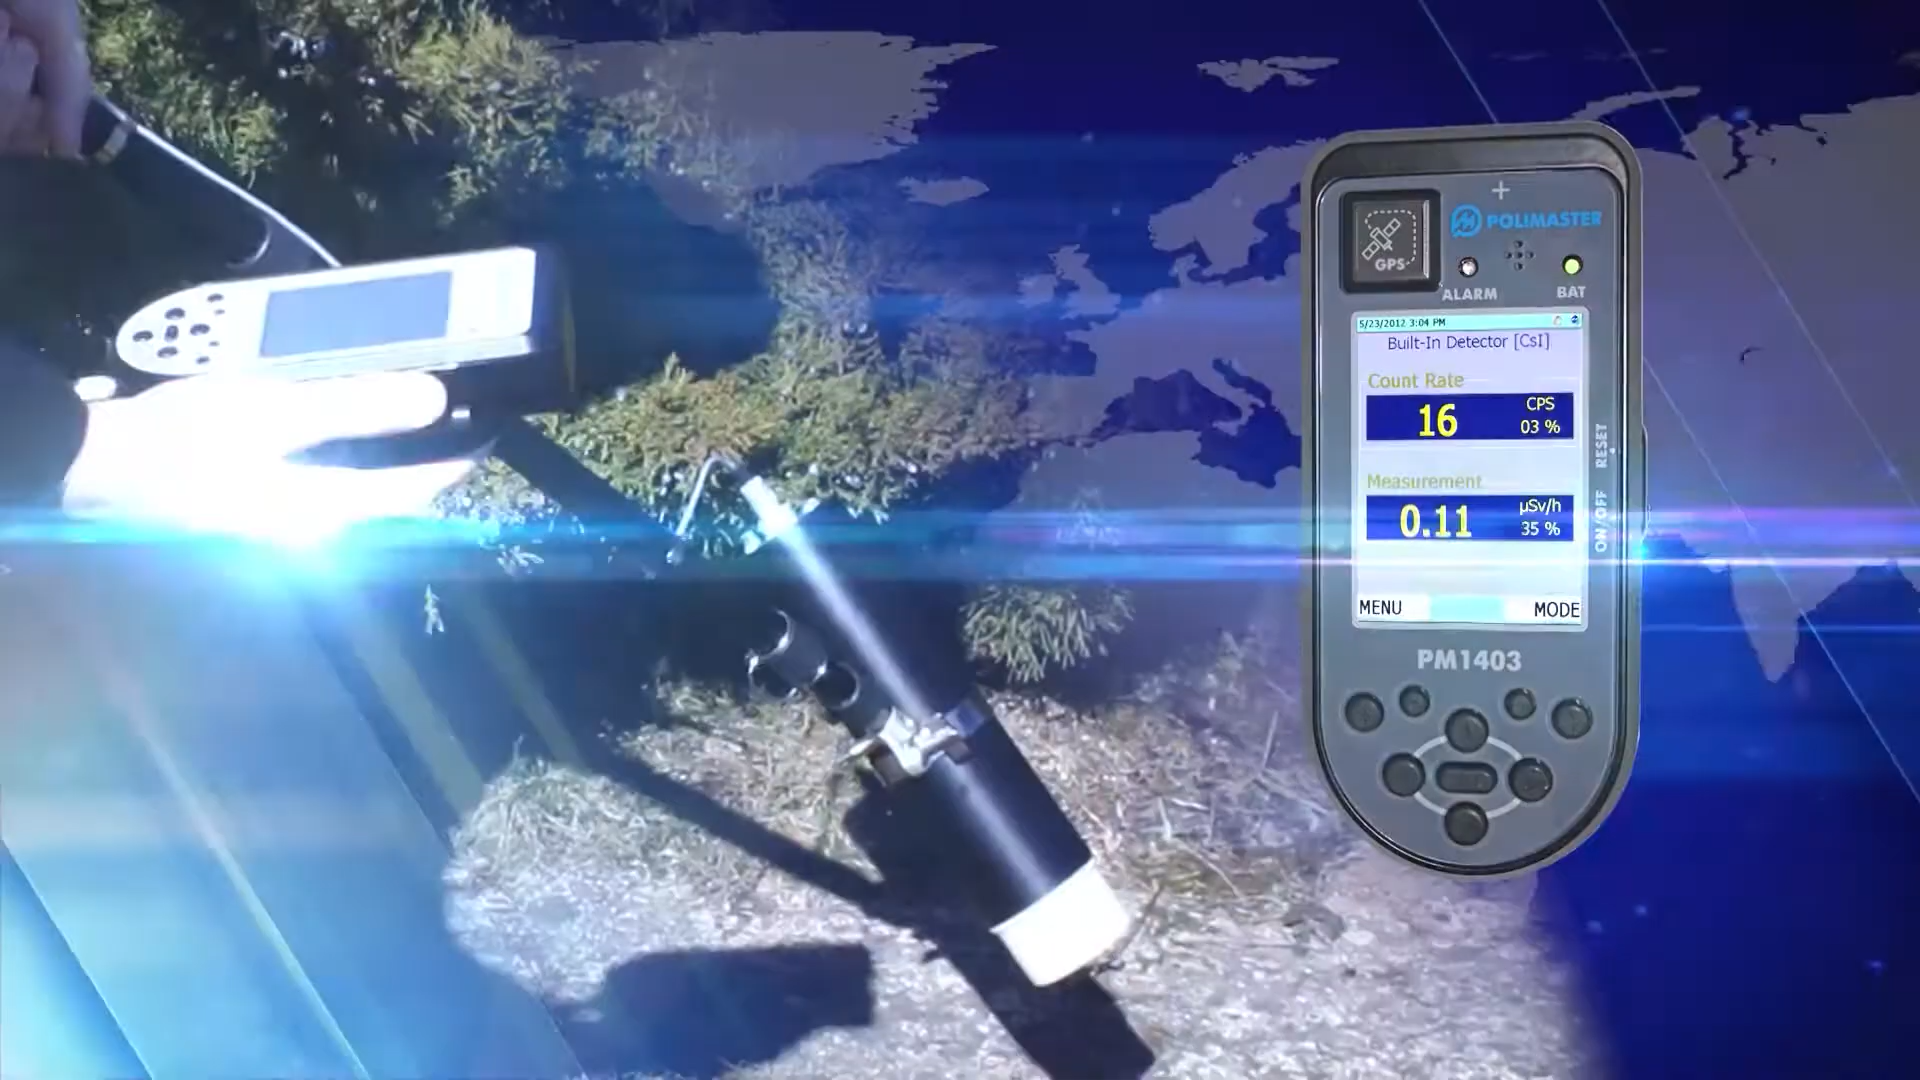 POLIMASTER
GPS
ALARM
BAT
5/23/2012 3:04 PM
Built-In Detector [CsI]
Count Rate
16
CPS
03 %
Measurement
0.11
µSv/h
35 %
MENU
MODE
RESET
ON/OFF
PM1403